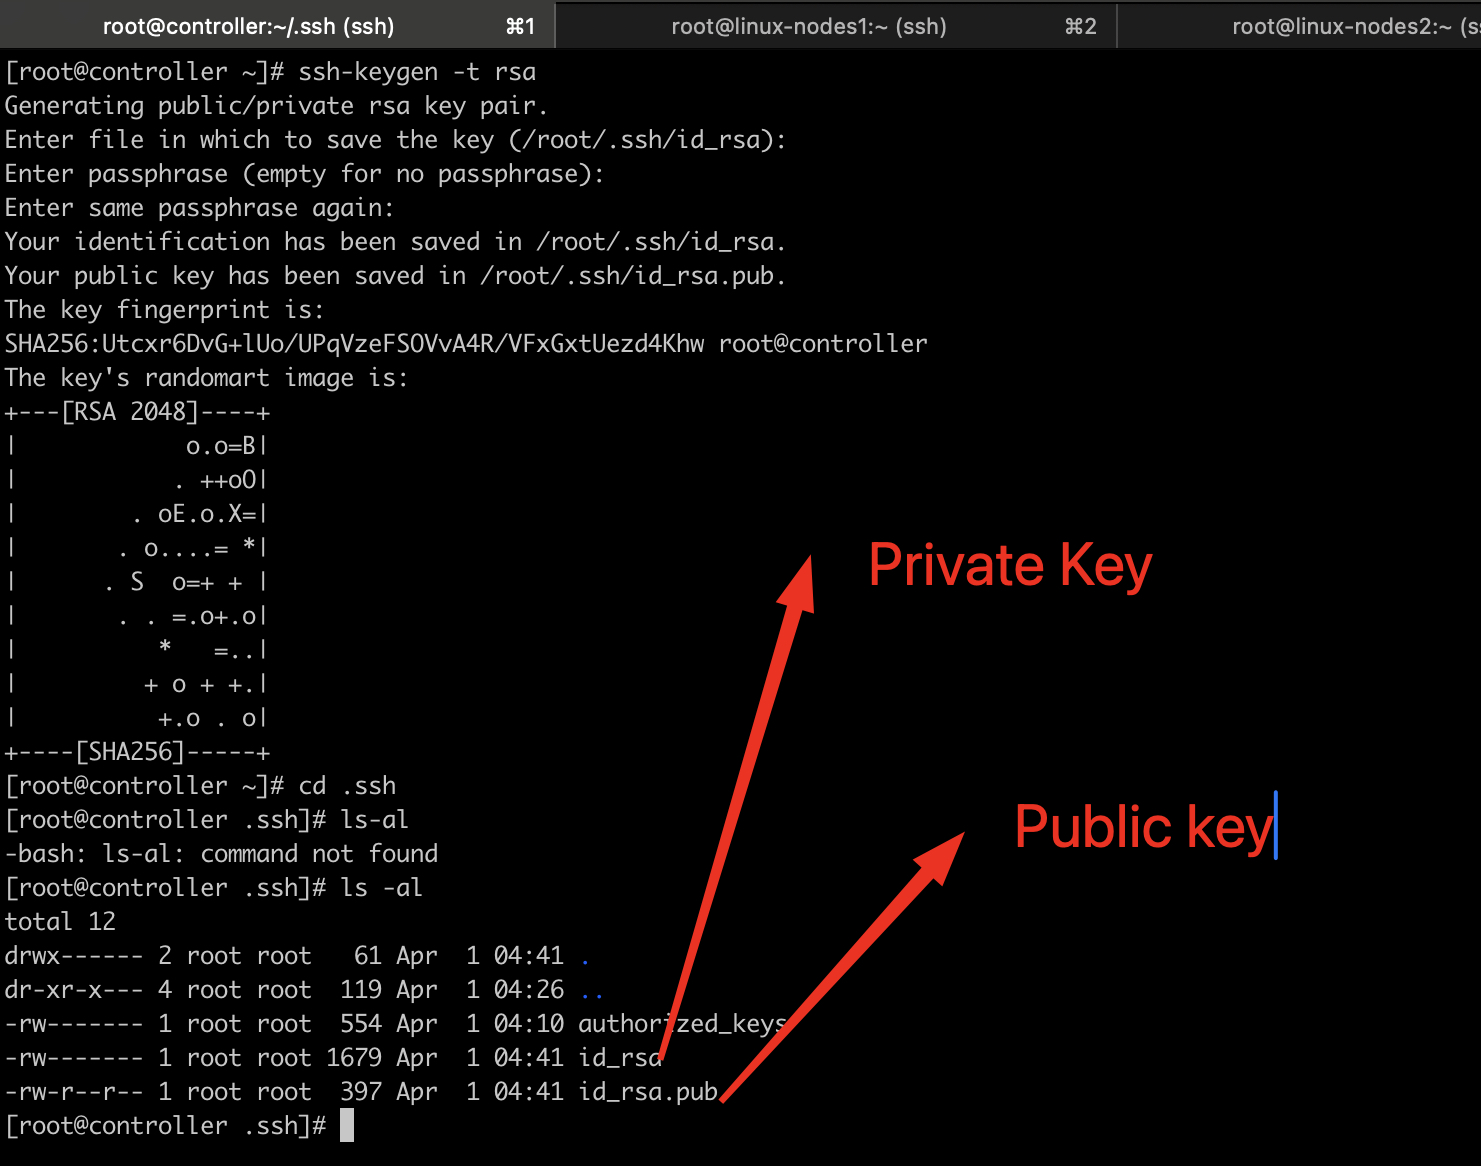 root@controller:~/.ssh (ssh) ⌘1 root@linux-nodes1:~ (ssh) ⌘2 root@linux-nodes2:~
[root@controller ~]# ssh-keygen -t rsa
Generating public/private rsa key pair.
Enter file in which to save the key (/root/.ssh/id_rsa):
Enter passphrase (empty for no passphrase):
Enter same passphrase again:
Your identification has been saved in /root/.ssh/id_rsa.
Your public key has been saved in /root/.ssh/id_rsa.pub.
The key fingerprint is:
SHA256:Utcxr6DvG+lUo/UPqVzeFSOVvA4R/VFxGxtUezd4Khw root@controller
The key's randomart image is:
+---[RSA 2048]----+
|            o.o=B|
|           . ++oO|
|        . oE.o.X=|
|       . o....= *|
|      . S  o=+ + |
|       . . =.o+.o|
|          *   =..|
|         + o + +.|
|          +.o . o|
+----[SHA256]-----+
Private Key
[root@controller ~]# cd .ssh
[root@controller .ssh]# ls-al
Public key
-bash: ls-al: command not found
[root@controller .ssh]# ls -al
total 12
drwx------ 2 root root   61 Apr  1 04:41 .
dr-xr-x--- 4 root root  119 Apr  1 04:26 ..
-rw------- 1 root root  554 Apr  1 04:10 authorized_keys
-rw------- 1 root root 1679 Apr  1 04:41 id_rsa
-rw-r--r-- 1 root root  397 Apr  1 04:41 id_rsa.pub
[root@controller .ssh]#